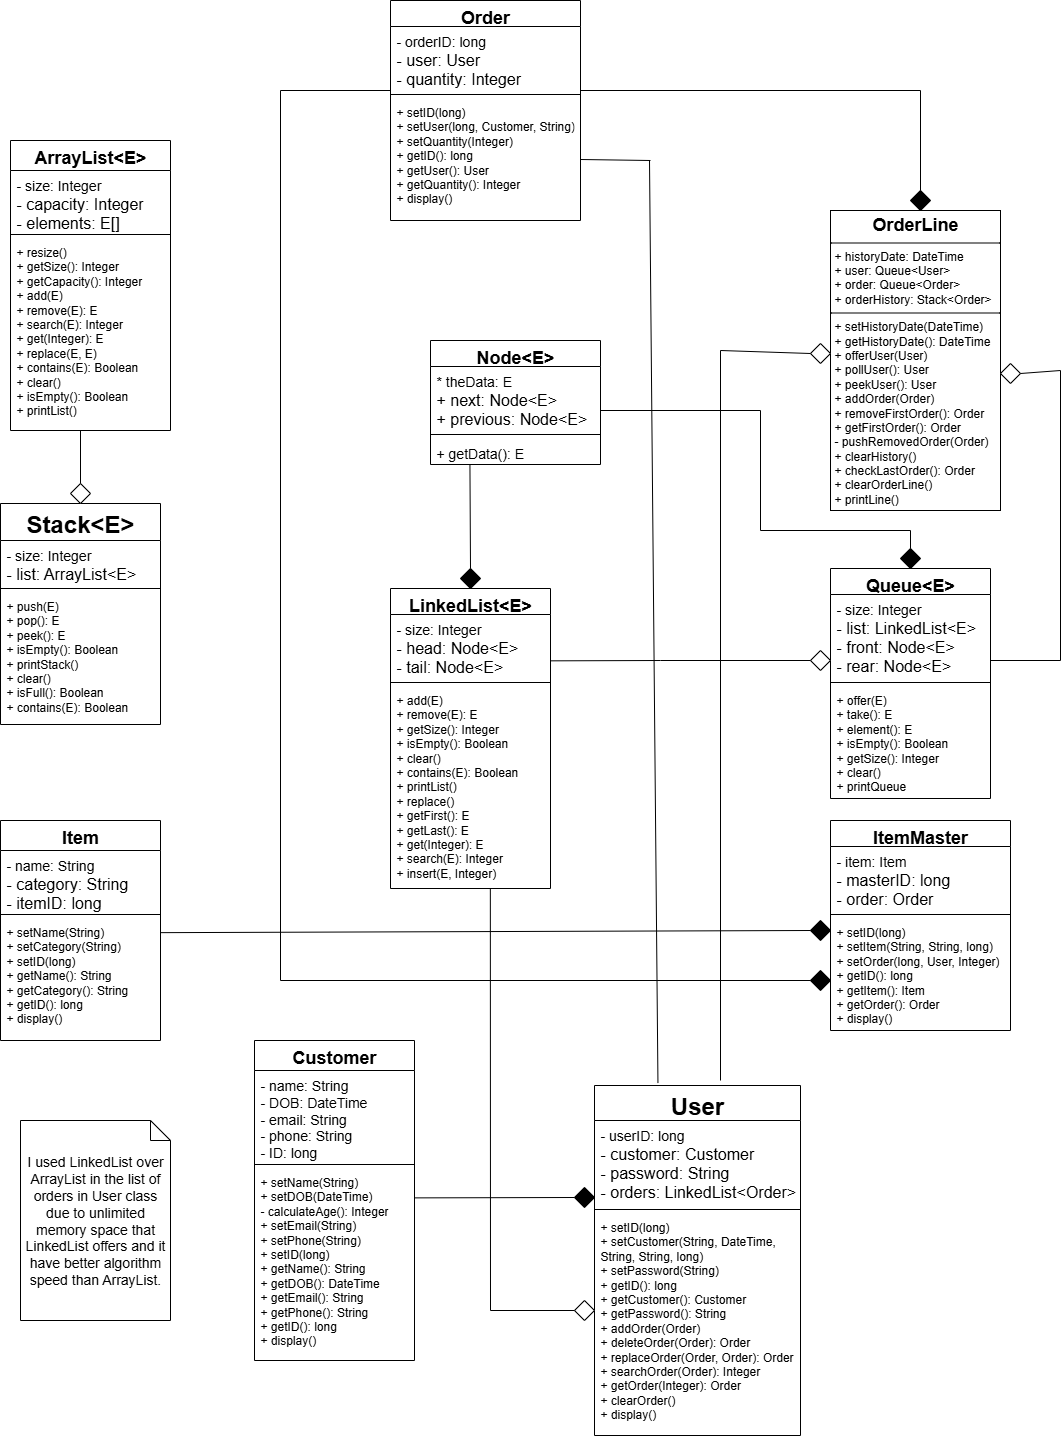 Order
- orderID: long
- user: User
- quantity: Integer
+ setID(long)
+ setUser(long, Customer, String)
+ setQuantity(Integer)
+ getID(): long
+ getUser(): User
+ getQuantity(): Integer
+ display()
ArrayList<E>
- size: Integer
- capacity: Integer
- elements: E[]
+ resize()
+ getSize(): Integer
+ getCapacity(): Integer
+ add(E)
+ remove(E): E
+ search(E): Integer
+ get(Integer): E
+ replace(E, E)
+ contains(E): Boolean
+ clear()
+ isEmpty(): Boolean
+ printList()
OrderLine
+ historyDate: DateTime
+ user: Queue<User>
+ order: Queue<Order>
+ orderHistory: Stack<Order>
+ setHistoryDate(DateTime)
+ getHistoryDate(): DateTime
+ offerUser(User)
+ pollUser(): User
+ peekUser(): User
+ addOrder(Order)
+ removeFirstOrder(): Order
+ getFirstOrder(): Order
- pushRemovedOrder(Order)
+ clearHistory()
+ checkLastOrder(): Order
+ clearOrderLine()
+ printLine()
Node<E>
* theData: E
+ next: Node<E>
+ previous: Node<E>
+ getData(): E
Stack<E>
- size: Integer
- list: ArrayList<E>
+ push(E)
+ pop(): E
+ peek(): E
+ isEmpty(): Boolean
+ printStack()
+ clear()
+ isFull(): Boolean
+ contains(E): Boolean
LinkedList<E>
- size: Integer
- head: Node<E>
- tail: Node<E>
+ add(E)
+ remove(E): E
+ getSize(): Integer
+ isEmpty(): Boolean
+ clear()
+ contains(E): Boolean
+ printList()
+ replace()
+ getFirst(): E
+ getLast(): E
+ get(Integer): E
+ search(E): Integer
+ insert(E, Integer)
Queue<E>
- size: Integer
- list: LinkedList<E>
- front: Node<E>
- rear: Node<E>
+ offer(E)
+ take(): E
+ element(): E
+ isEmpty(): Boolean
+ getSize(): Integer
+ clear()
+ printQueue
Item
- name: String
- category: String
- itemID: long
+ setName(String)
+ setCategory(String)
+ setID(long)
+ getName(): String
+ getCategory(): String
+ getID(): long
+ display()
ItemMaster
- item: Item
- masterID: long
- order: Order
+ setID(long)
+ setItem(String, String, long)
+ setOrder(long, User, Integer)
+ getID(): long
+ getItem(): Item
+ getOrder(): Order
+ display()
Customer
- name: String
- DOB: DateTime
- email: String
- phone: String
- ID: long
+ setName(String)
+ setDOB(DateTime)
- calculateAge(): Integer
+ setEmail(String)
+ setPhone(String)
+ setID(long)
+ getName(): String
+ getDOB(): DateTime
+ getEmail(): String
+ getPhone(): String
+ getID(): long
+ display()
User
- userID: long
- customer: Customer
- password: String
- orders: LinkedList<Order>
+ setID(long)
+ setCustomer(String, DateTime,
String, String, long)
+ setPassword(String)
+ getID(): long
+ getCustomer(): Customer
+ getPassword(): String
+ addOrder(Order)
+ deleteOrder(Order): Order
+ replaceOrder(Order, Order): Order
+ searchOrder(Order): Integer
+ getOrder(Integer): Order
+ clearOrder()
+ display()
I used LinkedList over
ArrayList in the list of
orders in User class
due to unlimited
memory space that
LinkedList offers and it
have better algorithm
speed than ArrayList.